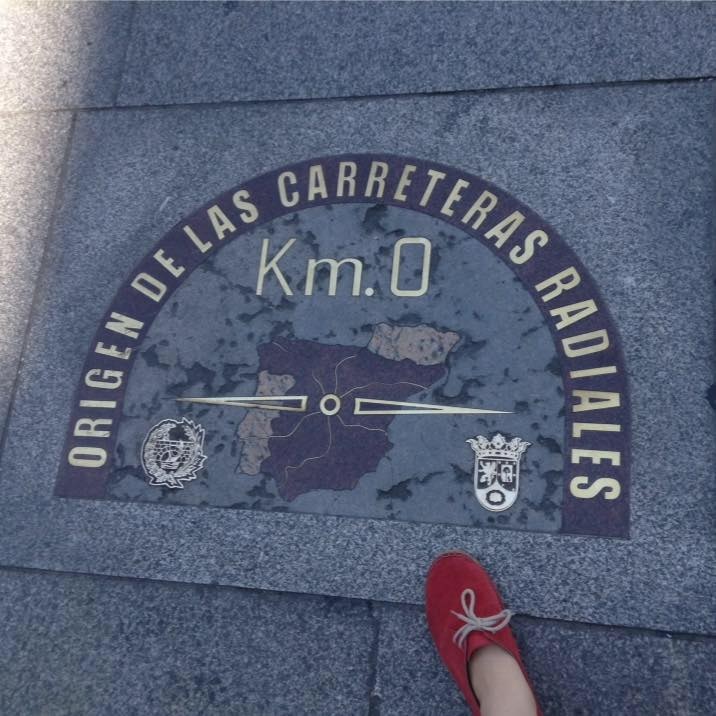 ORIGEN DE LAS CARRETERAS RADIALES
Km.0